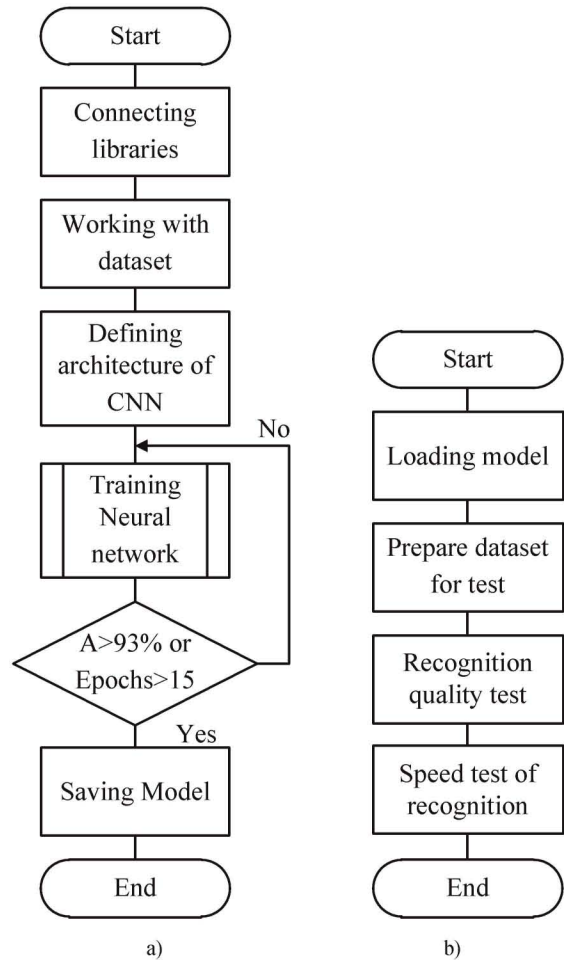 Start
Connecting
libraries
Working with
dataset
Defining
architecture of
CNN
No
Training
Neural
network
A>93% or
Epochs>15
Yes
Saving Model
End
a)
Start
Loading model
Prepare dataset
for test
Recognition
quality test
Speed test of
recognition
End
b)